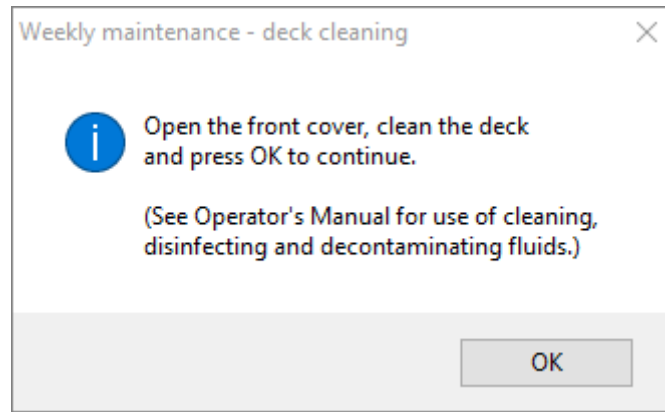 Weekly maintenance - deck cleaning
Open the front cover, clean the deck
and press OK to continue.
(See Operator's Manual for use of cleaning,
disinfecting and decontaminating fluids.)
OK